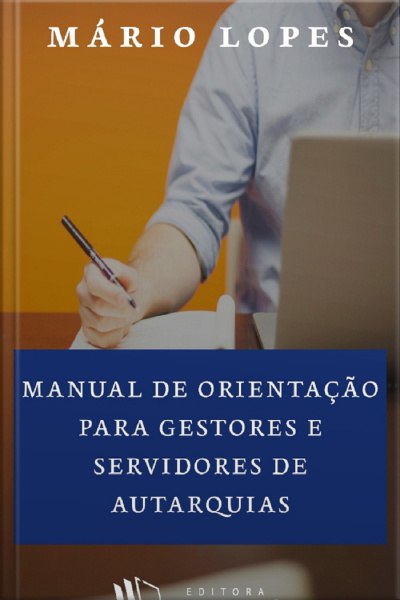 MÁRIO LOPES
MANUAL DE ORIENTAÇÃO
PARA GESTORES E
SERVIDORES DE
AUTARQUIAS
EDITORA